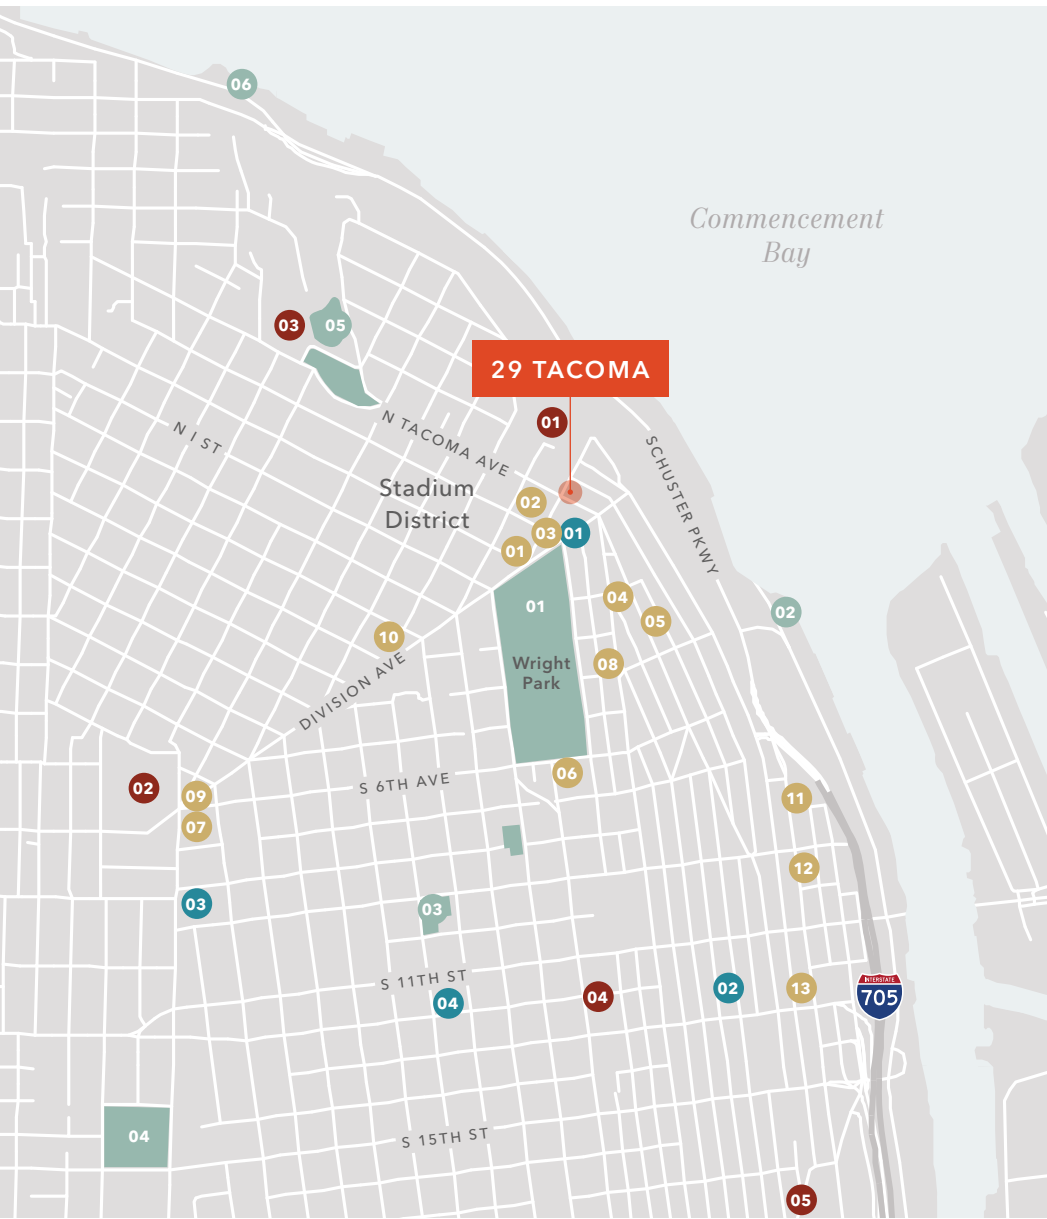 06
Commencement
Bay
03
05
29 TACOMA
01
N TACOMA AVE
N I ST
SCHUSTER PKWY
Stadium
District
02
03
01
01
01
04
02
05
10
Wright
Park
08
DIVISION AVE
06
S 6TH AVE
02
09
11
07
12
03
03
S 11TH ST
04
04
02
13
INTERSTATE
705
04
S 15TH ST
05